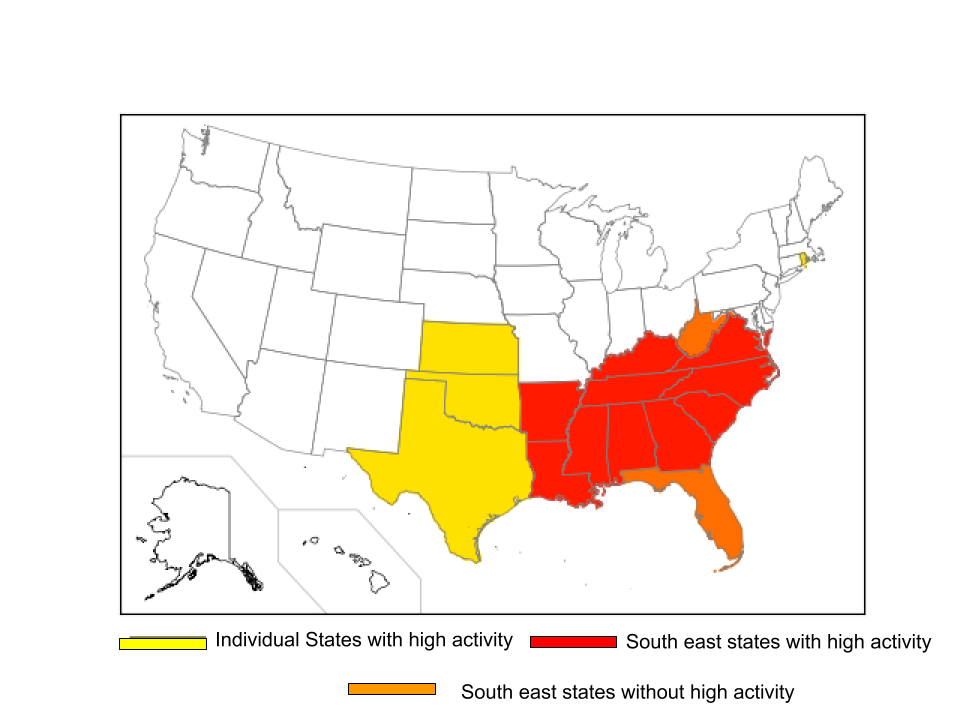 Individual States with high activity
South east states with high activity
South east states without high activity